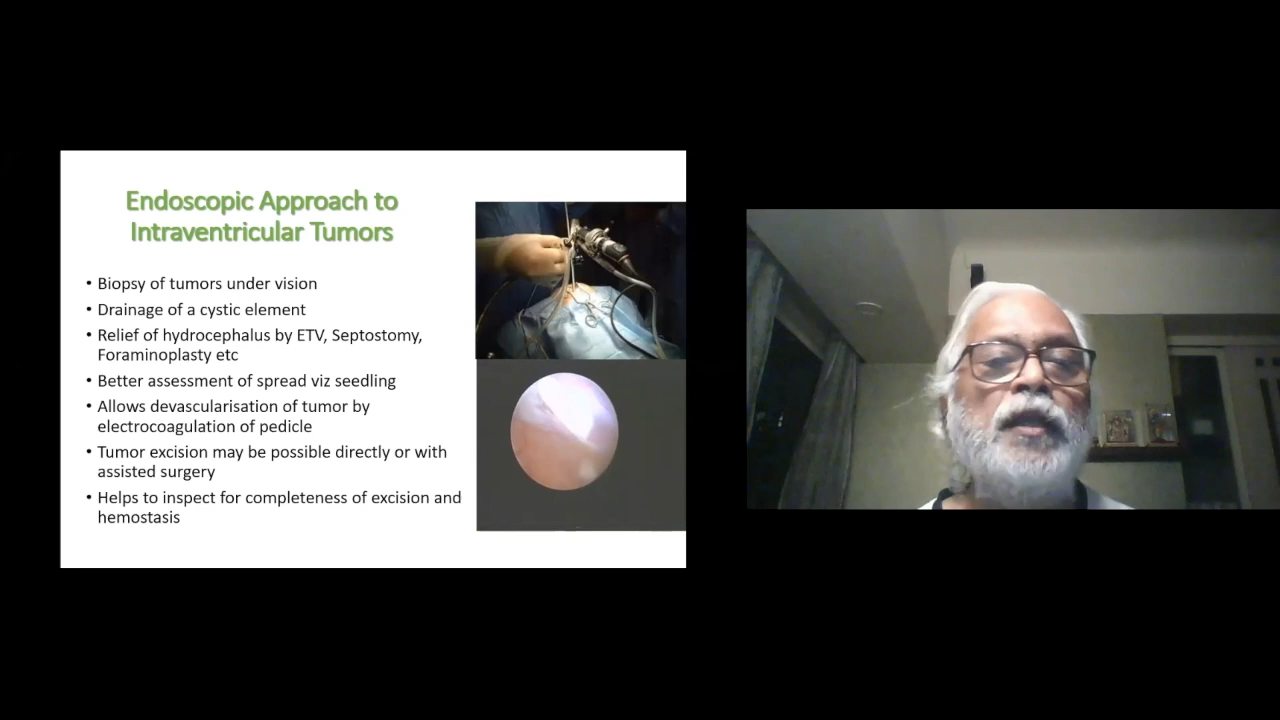 Endoscopic Approach to
Intraventricular Tumors
• Biopsy of tumors under vision
• Drainage of a cystic element
• Relief of hydrocephalus by ETV, Septostomy,
Foraminoplasty etc
• Better assessment of spread viz seedling
• Allows devascularisation of tumor by
electrocoagulation of pedicle
• Tumor excision may be possible directly or with
assisted surgery
• Helps to inspect for completeness of excision and
hemostasis